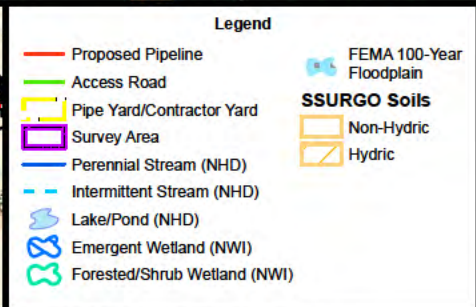 Legend
Proposed Pipeline
Access Road
Pipe Yard/Contractor Yard
Survey Area
Perennial Stream (NHD)
Intermittent Stream (NHD)
Lake/Pond (NHD)
Emergent Wetland (NWI)
Forested/Shrub Wetland (NWI)
FEMA 100-Year
Floodplain
SSURGO Soils
Non-Hydric
Hydric